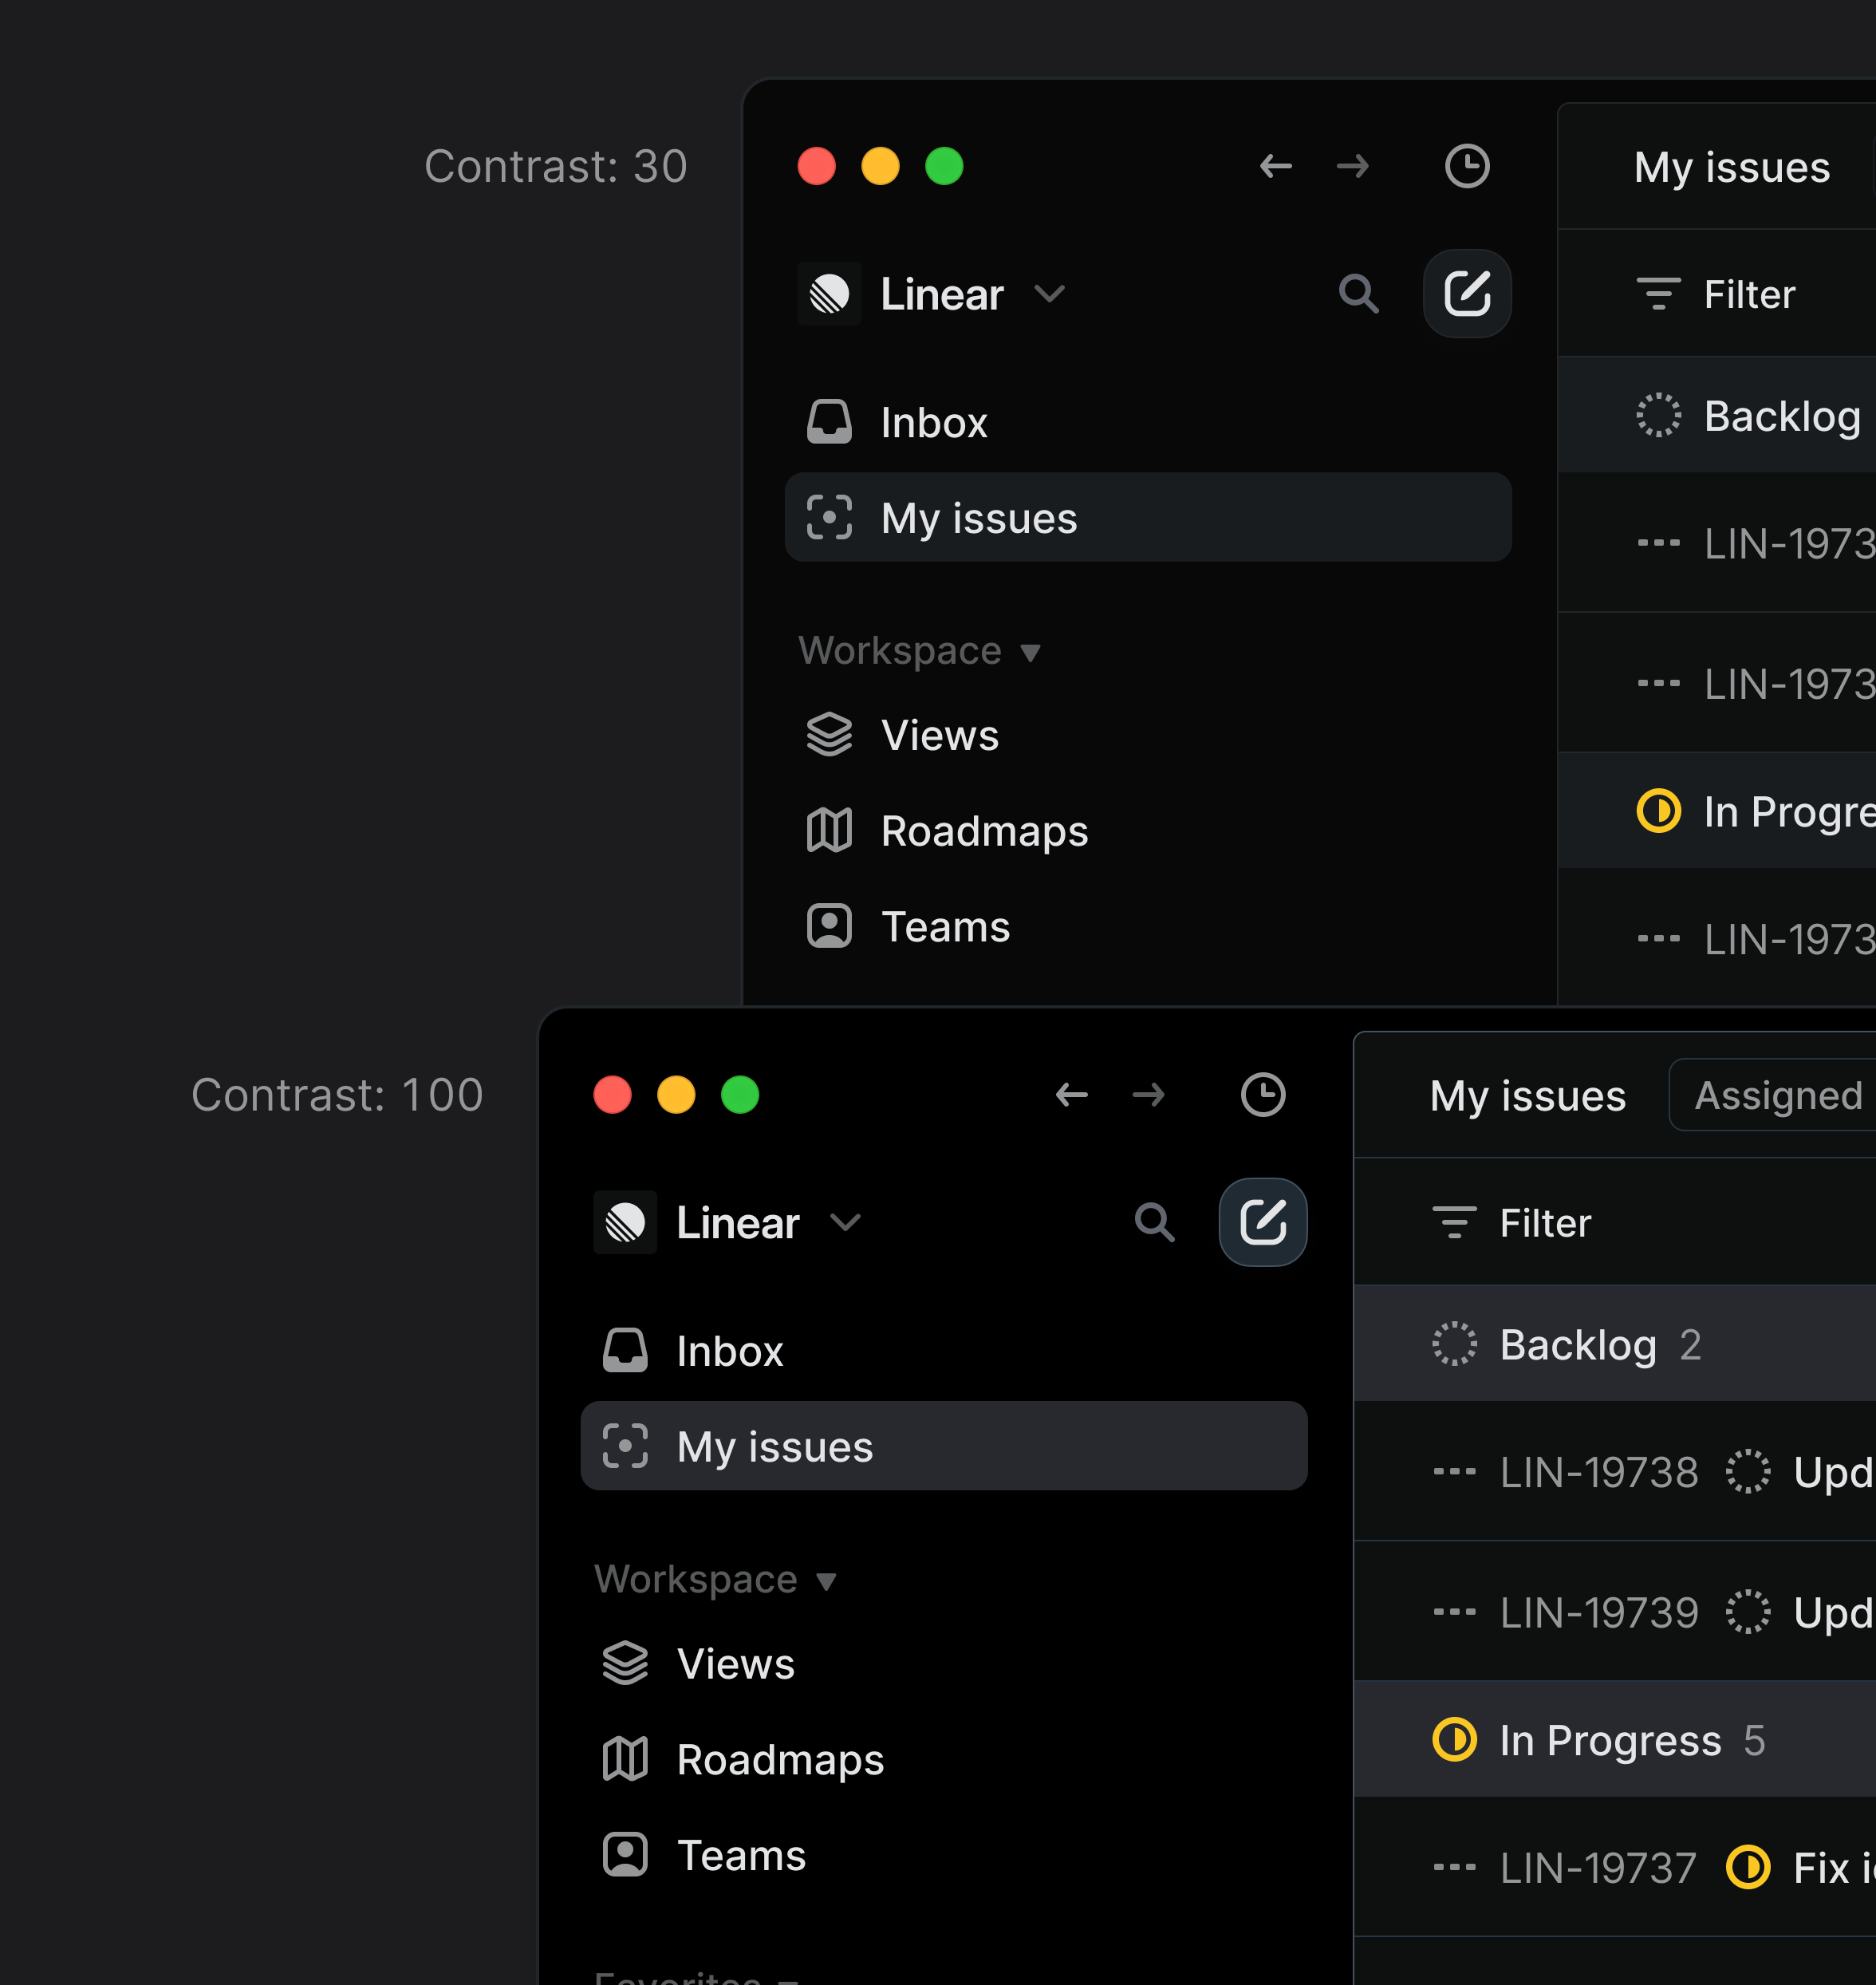 Contrast: 30
My issues
Linear
Filter
Inbox
Backlog
My issues
LIN-1973
Workspace
LIN-1973
Views
In Progre
Roadmaps
Teams
LIN-1973
Contrast: 100
My issues
Assigned
Linear
Filter
Inbox
Backlog 2
My issues
LIN-19738
Upd
Workspace
LIN-19739
Upd
Views
In Progress 5
Roadmaps
Teams
LIN-19737
Fix